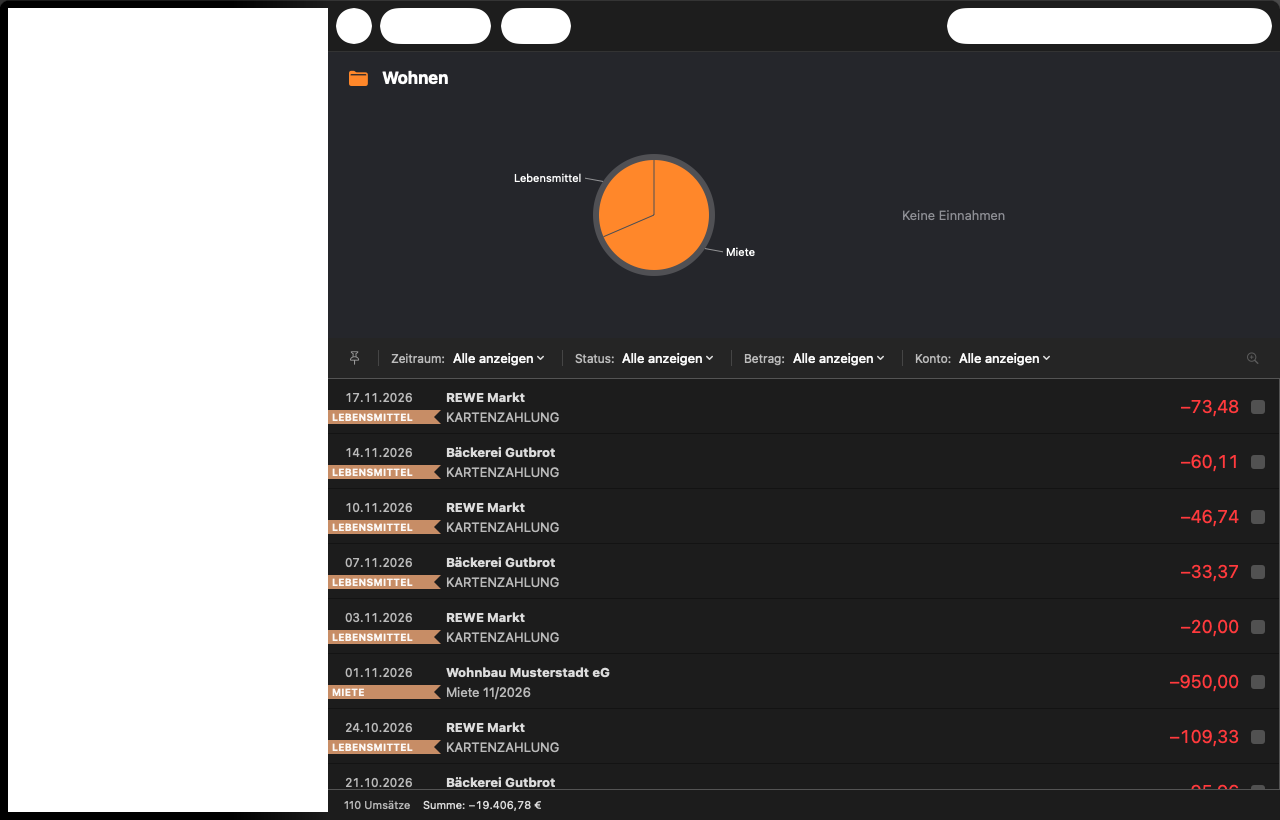 Wohnen
Lebensmittel
Miete
Keine Einnahmen
Zeitraum: Alle anzeigen Status: Alle anzeigen Betrag: Alle anzeigen Konto: Alle anzeigen
17.11.2026 REWE Markt
LEBENSMITTEL KARTENZAHLUNG −73,48
14.11.2026 Bäckerei Gutbrot
LEBENSMITTEL KARTENZAHLUNG −60,11
10.11.2026 REWE Markt
LEBENSMITTEL KARTENZAHLUNG −46,74
07.11.2026 Bäckerei Gutbrot
LEBENSMITTEL KARTENZAHLUNG −33,37
03.11.2026 REWE Markt
LEBENSMITTEL KARTENZAHLUNG −20,00
01.11.2026 Wohnbau Musterstadt eG
MIETE Miete 11/2026 −950,00
24.10.2026 REWE Markt
LEBENSMITTEL KARTENZAHLUNG −109,33
21.10.2026 Bäckerei Gutbrot
110 Umsätze Summe: −19.406,78 €